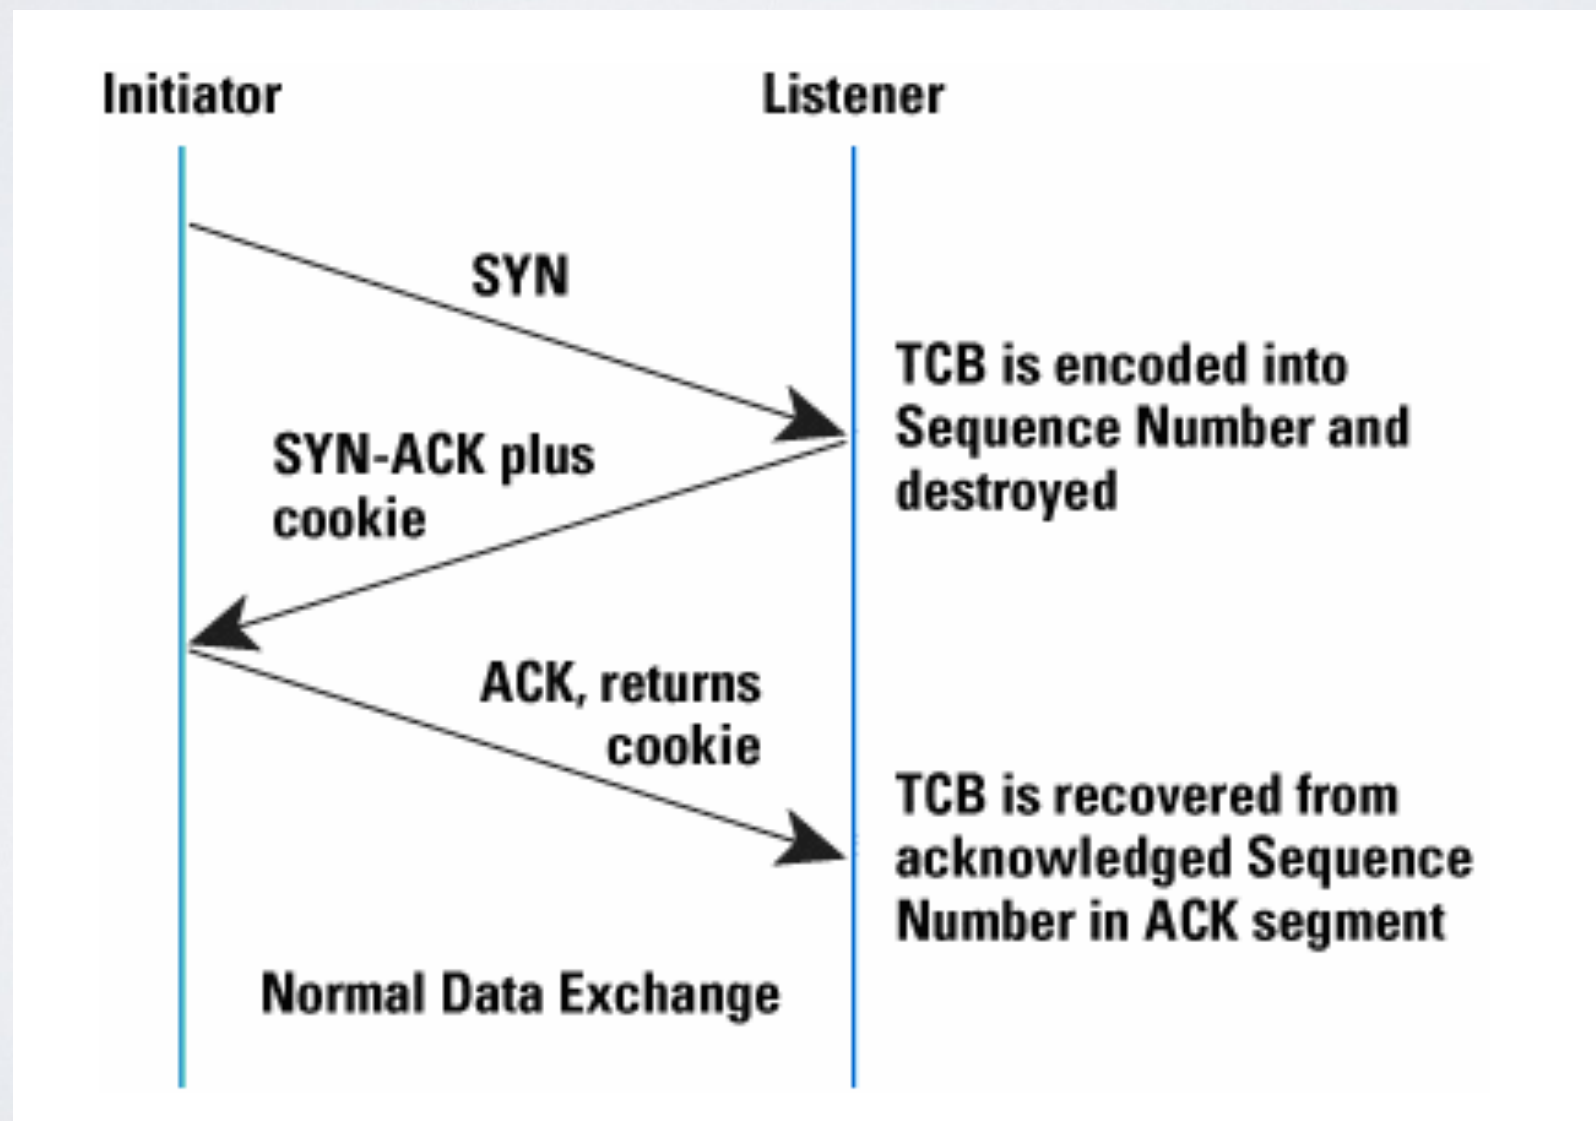 Initiator
Listener
SYN
TCB is encoded into
Sequence Number and
destroyed
SYN-ACK plus
cookie
ACK, returns
cookie
TCB is recovered from
acknowledged Sequence
Number in ACK segment
Normal Data Exchange